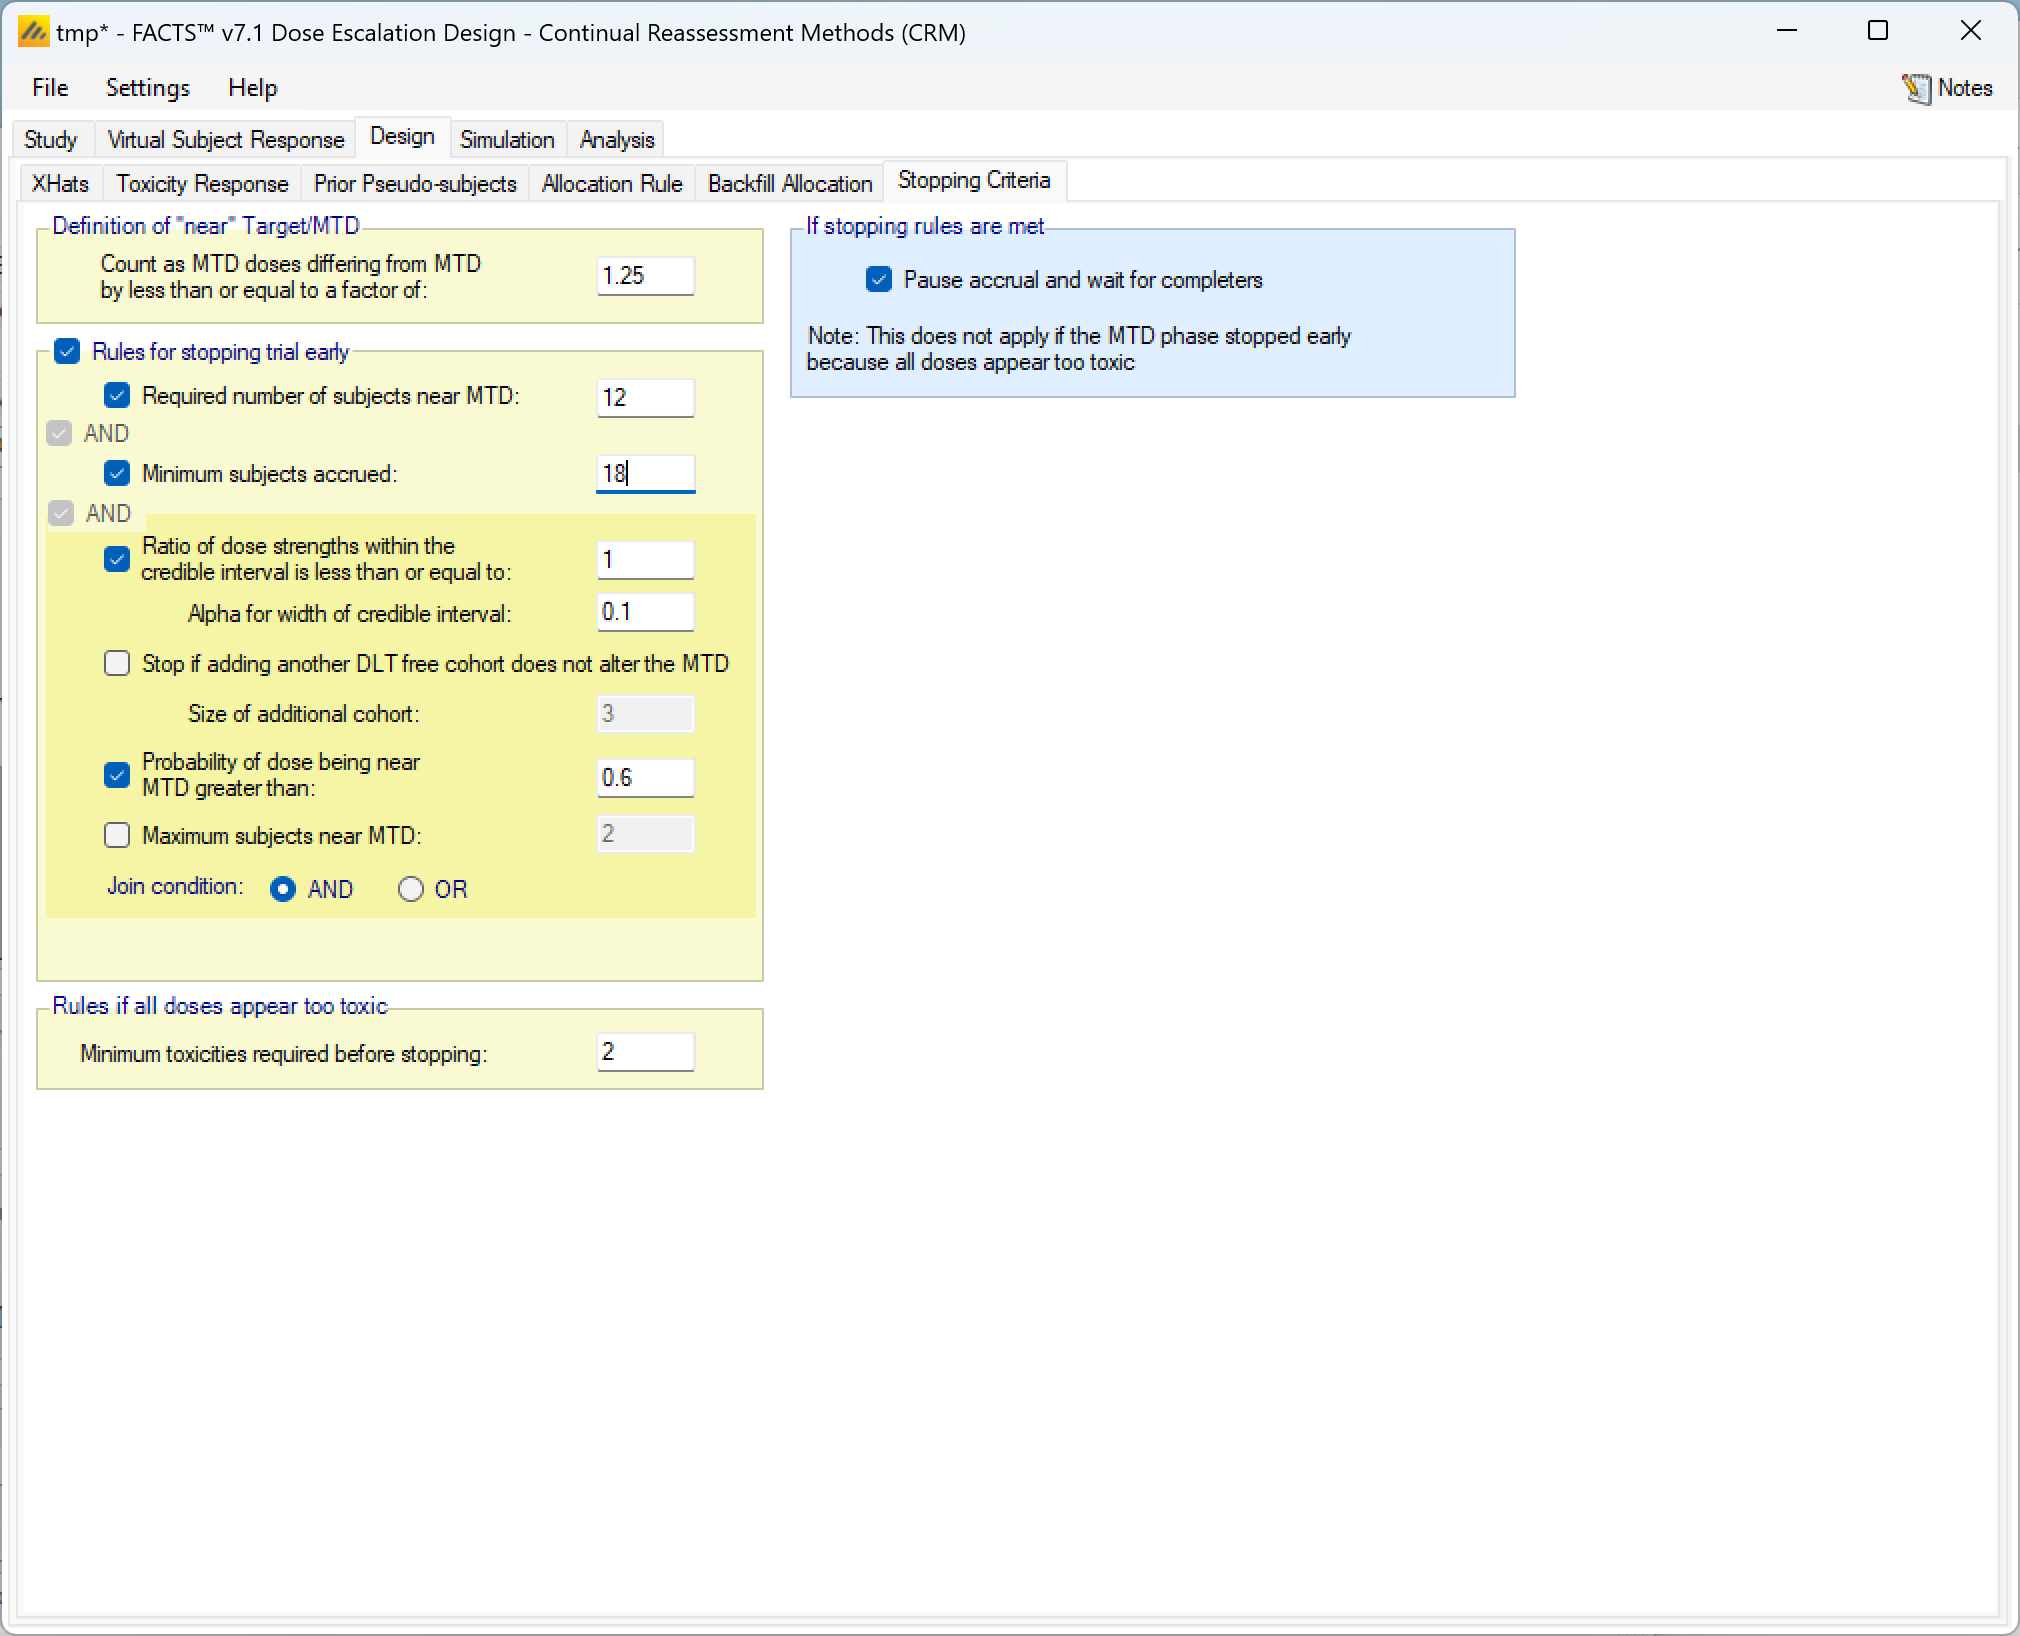 tmp* - FACTS™ v7.1 Dose Escalation Design - Continual Reassessment Methods (CRM)
File Settings Help Notes
Study Virtual Subject Response Design Simulation Analysis
XHats Toxicity Response Prior Pseudo-subjects Allocation Rule Backfill Allocation Stopping Criteria
Definition of "near" Target/MTD
Count as MTD doses differing from MTD
by less than or equal to a factor of: 1.25
Rules for stopping trial early
Required number of subjects near MTD: 12
AND
Minimum subjects accrued: 18
AND
Ratio of dose strengths within the
credible interval is less than or equal to: 1
Alpha for width of credible interval: 0.1
Stop if adding another DLT free cohort does not alter the MTD
Size of additional cohort: 3
Probability of dose being near
MTD greater than: 0.6
Maximum subjects near MTD: 2
Join condition: AND OR
Rules if all doses appear too toxic
Minimum toxicities required before stopping: 2
If stopping rules are met
Pause accrual and wait for completers
Note: This does not apply if the MTD phase stopped early
because all doses appear too toxic